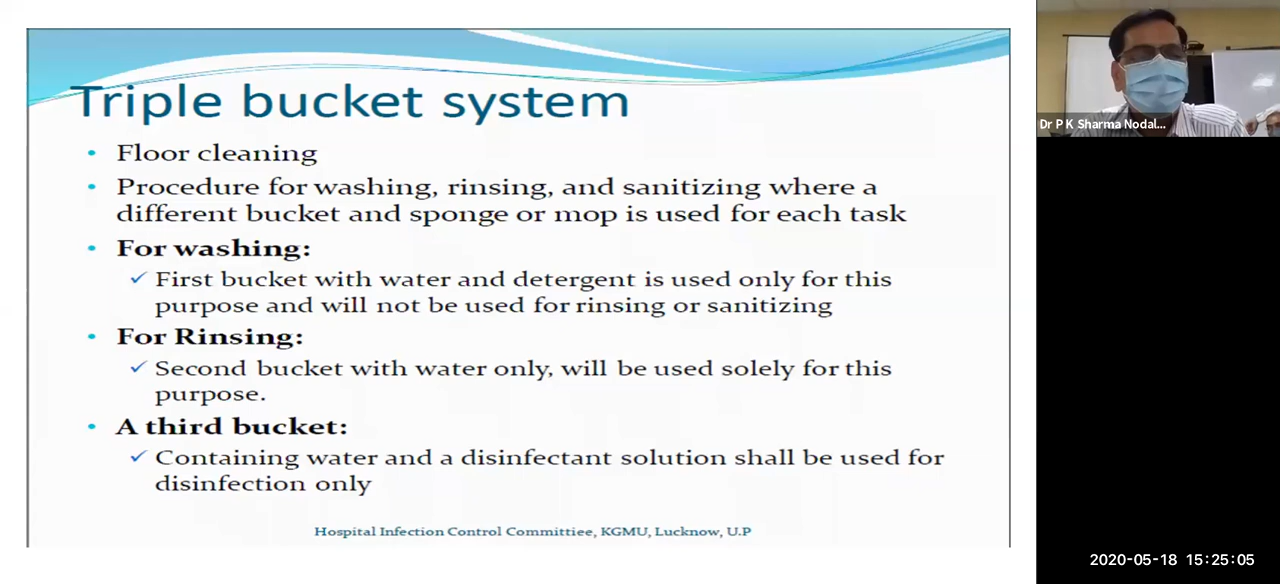 Triple bucket system
• Floor cleaning
• Procedure for washing, rinsing, and sanitizing where a
different bucket and sponge or mop is used for each task
• For washing:
✓ First bucket with water and detergent is used only for this
purpose and will not be used for rinsing or sanitizing
• For Rinsing:
✓ Second bucket with water only, will be used solely for this
purpose.
• A third bucket:
✓ Containing water and a disinfectant solution shall be used for
disinfection only
Hospital Infection Control Committiee, KGMU, Lucknow, U.P
Dr P K Sharma Nodal...
2020-05-18 15:25:05